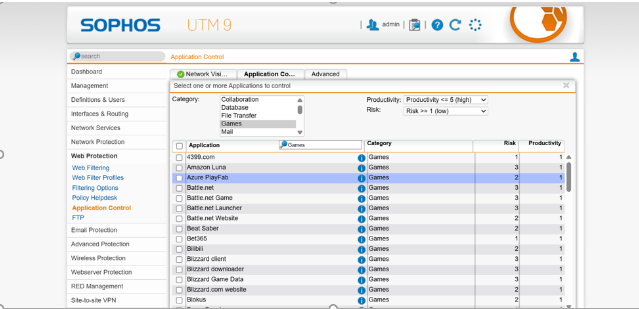 SOPHOS UTM 9 | admin | ? C
search Application Control
Dashboard
Management
Definitions & Users
Interfaces & Routing
Network Services
Network Protection
Web Protection
Web Filtering
Web Filter Profiles
Filtering Options
Policy Helpdesk
Application Control
FTP
Email Protection
Advanced Protection
Wireless Protection
Webserver Protection
RED Management
Site-to-site VPN
Network Visi... Application Co... Advanced
Select one or more Applications to control
Category: Collaboration
Database
File Transfer
Games
Mail
Productivity: Productivity <= 5 (high)
Risk: Risk >= 1 (low)
Application Games Category Risk Productivity
4399.com Games 1 1
Amazon Luna Games 3 1
Azure PlayFab Games 2 1
Battle.net Games 3 1
Battle.net Game Games 3 1
Battle.net Launcher Games 3 1
Battle.net Website Games 2 1
Beat Saber Games 2 1
Bet365 Games 1 1
Bilibili Games 2 1
Blizzard client Games 3 1
Blizzard downloader Games 3 1
Blizzard Game Data Games 3 1
Blizzard.com website Games 2 1
Blokus Games 2 1